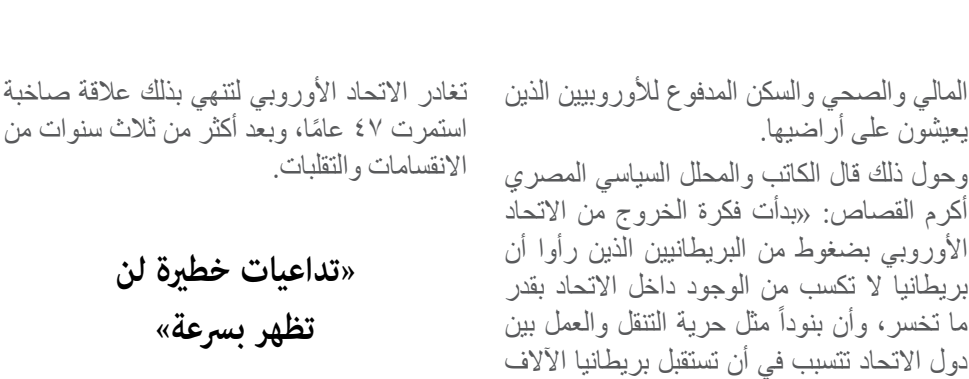 المالي والصحي والسكن المدفوع للأوروبيين الذين
يعيشون على أراضيها.
وحول ذلك قال الكاتب والمحلل السياسي المصري
أكرم القصاص: «بدأت فكرة الخروج من الاتحاد
الأوروبي بضغوط من البريطانيين الذين رأوا أن
بريطانيا لا تكسب من الوجود داخل الاتحاد بقدر
ما تخسر، وأن بنوداً مثل حرية التنقل والعمل بين
دول الاتحاد تتسبب في أن تستقبل بريطانيا الآلاف
تغادر الاتحاد الأوروبي لتنهي بذلك علاقة صاخبة
استمرت ٤٧ عامًا، وبعد أكثر من ثلاث سنوات من
الانقسامات والتقلبات.
«تداعيات خطيرة لن
تظهر بسرعة»